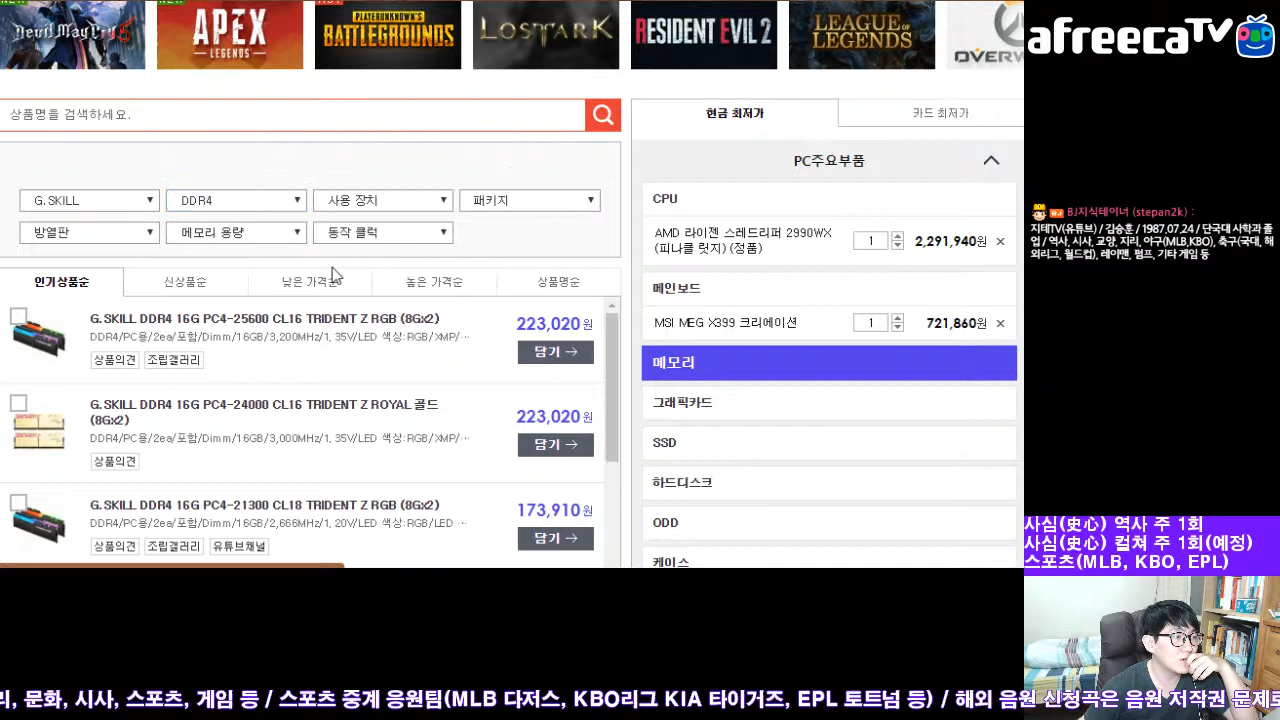 Devil May Cry 5
APEX
LEGENDS
PLAYERUNKNOWN'S
BATTLEGROUNDS
LOST ARK
RESIDENT EVIL 2
LEAGUE OF
LEGENDS
OVERW
afreecaTV
상품명을 검색하세요.
현금 최저가
카드 최저가
PC주요부품
G.SKILL
DDR4
사용 장치
패키지
방열판
메모리 용량
동작 클럭
인기상품순
신상품순
낮은 가격순
높은 가격순
상품명순
G.SKILL DDR4 16G PC4-25600 CL16 TRIDENT Z RGB (8Gx2)
DDR4/PC용/2ea/포함/Dimm/16GB/3,200MHz/1.35V/LED 색상:RGB/XMP/···
상품의견
조립갤러리
223,020원
담기 →
G.SKILL DDR4 16G PC4-24000 CL16 TRIDENT Z ROYAL 골드
(8Gx2)
DDR4/PC용/2ea/포함/Dimm/16GB/3,000MHz/1.35V/LED 색상:RGB/XMP/···
상품의견
223,020원
담기 →
G.SKILL DDR4 16G PC4-21300 CL18 TRIDENT Z RGB (8Gx2)
DDR4/PC용/2ea/포함/Dimm/16GB/2,666MHz/1.20V/LED 색상:RGB/LED ···
상품의견
조립갤러리
유튜브채널
173,910원
담기 →
CPU
AMD 라이젠 스레드리퍼 2990WX
(피나클 릿지) (정품)
1
2,291,940원 ×
메인보드
MSI MEG X399 크리에이션
1
721,860원 ×
메모리
그래픽카드
SSD
하드디스크
ODD
케이스
BJ BJ지식테이너 (stepan2k) :
지테TV(유튜브) / 김승훈 / 1987.07.24 / 단국대 사학과 졸
업 / 역사, 시사, 교양, 지리, 야구(MLB,KBO), 축구(국대, 해
외리그, 월드컵), 레이맨, 펌프, 기타 게임 등
사심(史心) 역사 주 1회
사심(史心) 컬쳐 주 1회(예정)
스포츠(MLB, KBO, EPL)
리, 문화, 시사, 스포츠, 게임 등 / 스포츠 중계 응원팀(MLB 다저스, KBO리그 KIA 타이거즈, EPL 토트넘 등) / 해외 음원 신청곡은 음원 저작권 문제로